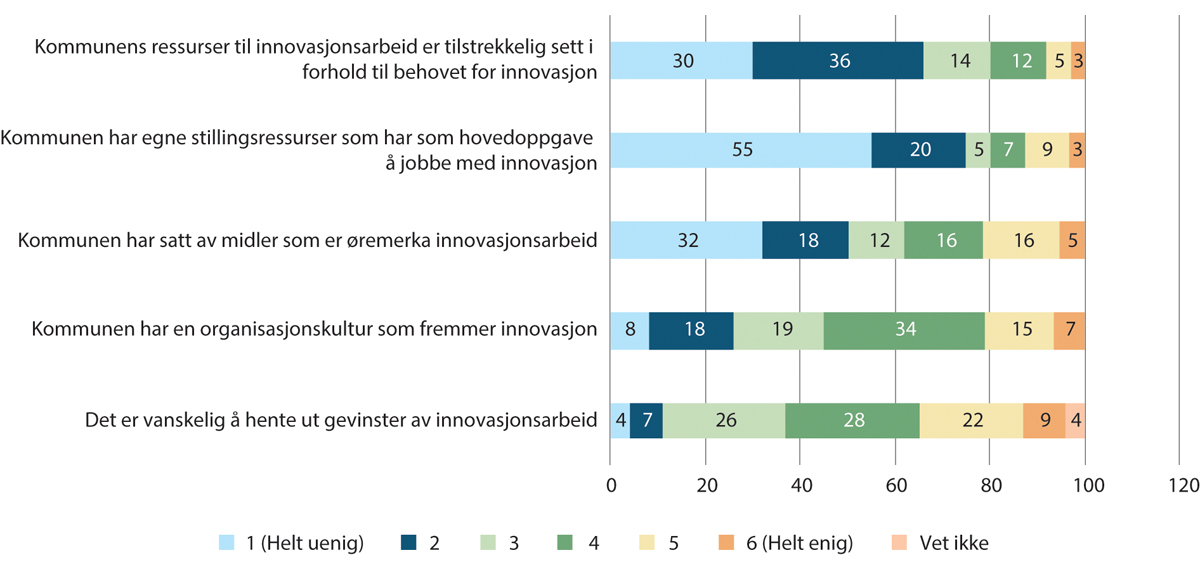 Kommunens ressurser til innovasjonsarbeid er tilstrekkelig sett i
forhold til behovet for innovasjon
30 36 14 12 5 3
Kommunen har egne stillingsressurser som har som hovedoppgave
å jobbe med innovasjon
55 20 5 7 9 3
Kommunen har satt av midler som er øremerka innovasjonsarbeid
32 18 12 16 16 5
Kommunen har en organisasjonskultur som fremmer innovasjon
8 18 19 34 15 7
Det er vanskelig å hente ut gevinster av innovasjonsarbeid
4 7 26 28 22 9 4
0 20 40 60 80 100 120
1 (Helt uenig) 2 3 4 5 6 (Helt enig) Vet ikke